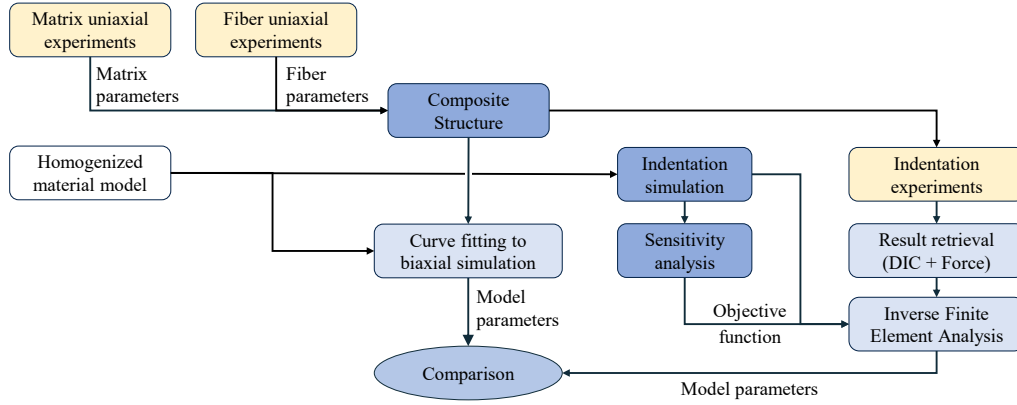 Matrix uniaxial
experiments
Fiber uniaxial
experiments
Matrix
parameters
Fiber
parameters
Composite
Structure
Homogenized
material model
Indentation
simulation
Indentation
experiments
Curve fitting to
biaxial simulation
Sensitivity
analysis
Result retrieval
(DIC + Force)
Model
parameters
Objective
function
Inverse Finite
Element Analysis
Comparison
Model parameters